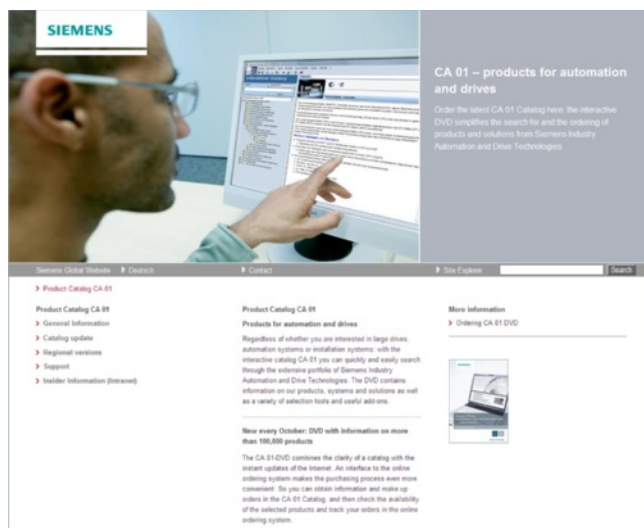 SIEMENS
CA 01 – products for automation
and drives
Order the latest CA 01 Catalog here: the interactive
DVD simplifies the search for and the ordering of
products and solutions from Siemens Industry
Automation and Drive Technologies.
Siemens Global Website
Deutsch
Contact
Site Explorer
Search
Product Catalog CA 01
Product Catalog CA 01
General Information
Catalog update
Regional versions
Support
Insider Information (Intranet)
Product Catalog CA 01
Products for automation and drives
Regardless of whether you are interested in large drives,
automation systems or installation systems: with the
interactive catalog CA 01 you can quickly and easily search
through the extensive portfolio of Siemens Industry
Automation and Drive Technologies. The DVD contains
information on our products, systems and solutions as well
as a variety of selection tools and useful add-ons.
New every October: DVD with information on more
than 100,000 products
The CA 01-DVD combines the clarity of a catalog with the
instant updates of the Internet. An interface to the online
ordering system makes the purchasing process even more
convenient. So you can obtain information and make up
orders in the CA 01 Catalog, and then check the availability
of the selected products and track your orders in the online
ordering system.
More information
Ordering CA 01 DVD